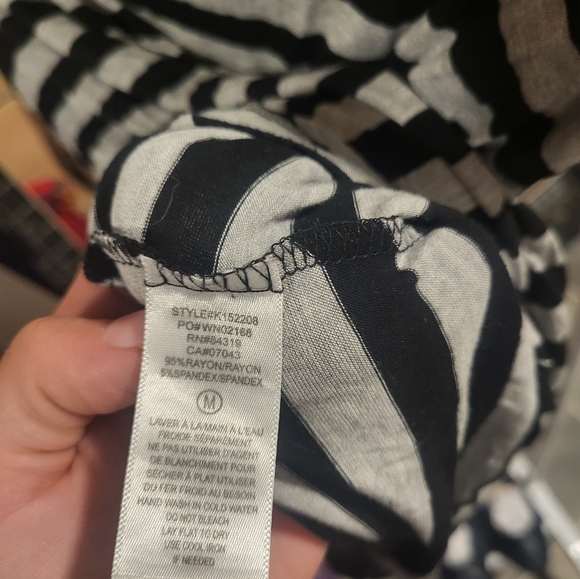 STYLE#K152208
PO#WN02168
RN#84319
CA#07043
95%RAYON/RAYON
5%SPANDEX/SPANDEX
M
LAVER À LA MAIN À L'EAU
FROIDE SÉPARÉMENT
NE PAS UTILISER D'AGENT
DE BLANCHIMENT POUR
SÉCHER À PLAT UTILISER
DU FER FROID AU BESOIN
HAND WASH IN COLD WATER
DO NOT BLEACH
LAY FLAT TO DRY
USE COOL IRON
IF NEEDED